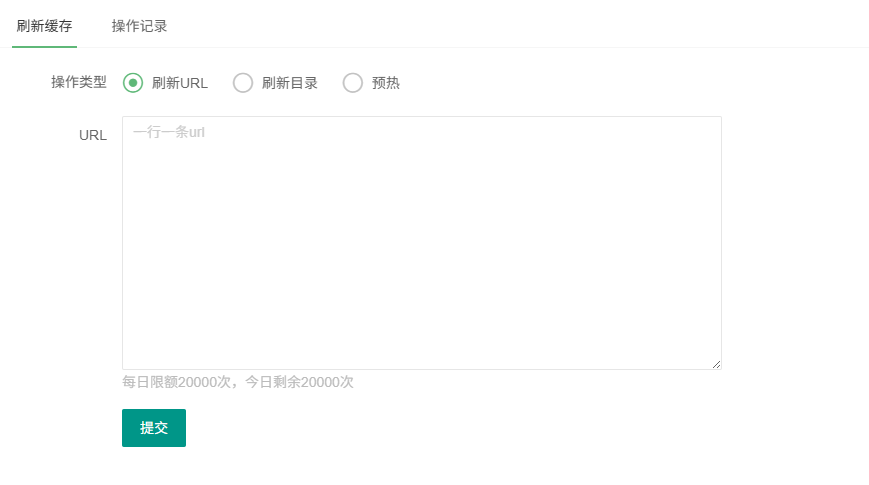 刷新缓存 操作记录
操作类型 刷新URL 刷新目录 预热
URL 一行一条url
每日限额20000次，今日剩余20000次
提交